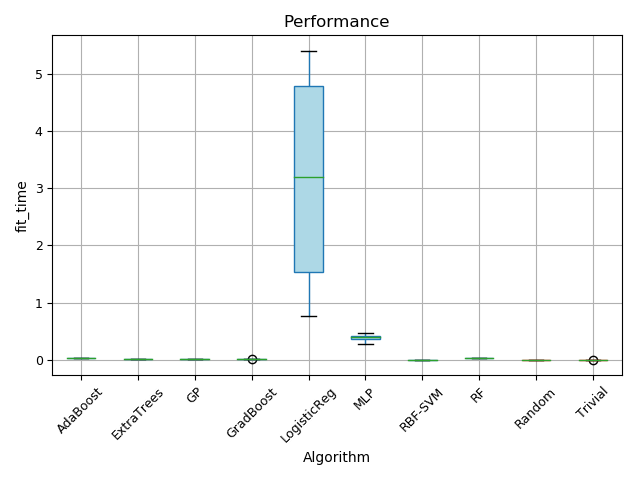 Performance
fit_time
5
4
3
2
1
0
AdaBoost
ExtraTrees
GP
GradBoost
LogisticReg
MLP
RBF-SVM
RF
Random
Trivial
Algorithm